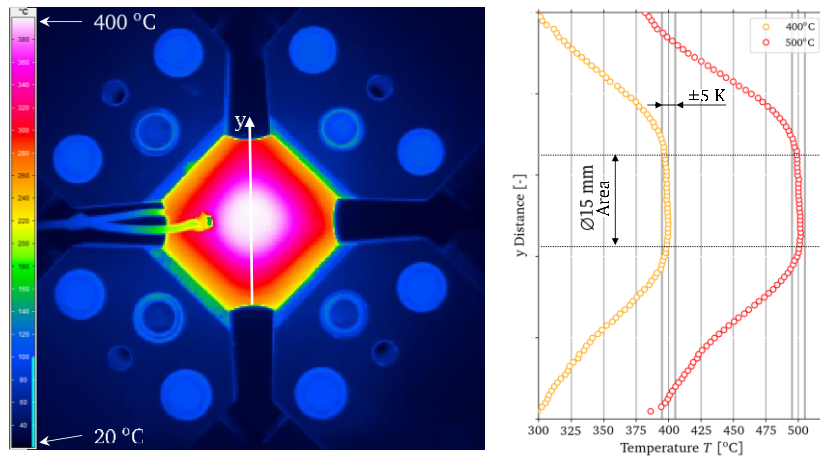 °C
400 °C
380
360
340
320
300
280
260
240
220
200
180
160
140
120
100
80
60
40
20 °C
y
400°C
500°C
±5 K
Ø15 mm
Area
y Distance [-]
300 325 350 375 400 425 450 475 500
Temperature T [°C]